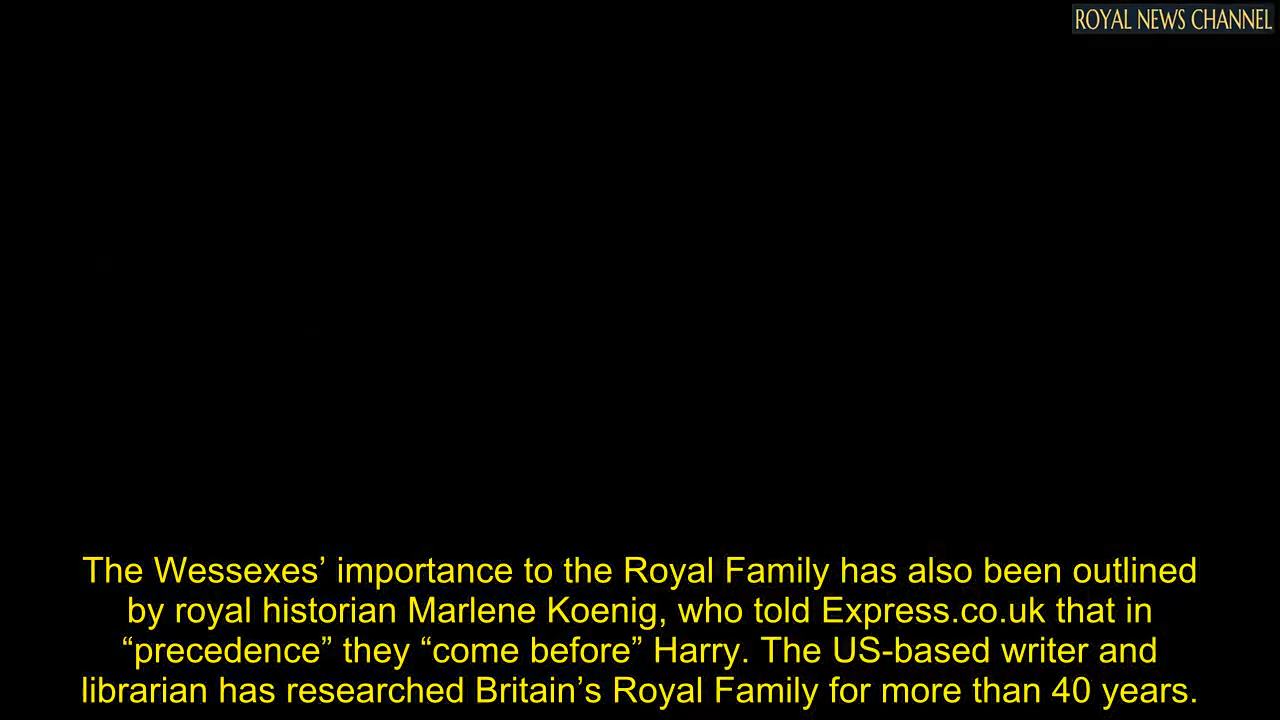 ROYAL NEWS CHANNEL
The Wessexes’ importance to the Royal Family has also been outlined
by royal historian Marlene Koenig, who told Express.co.uk that in
“precedence” they “come before” Harry. The US-based writer and
librarian has researched Britain’s Royal Family for more than 40 years.